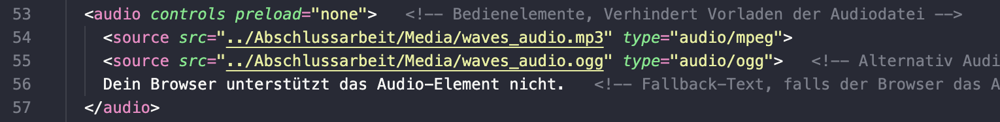 53 <audio controls preload="none"> <!-- Bedienelemente, Verhindert Vorladen der Audiodatei -->
54 <source src="../Abschlussarbeit/Media/waves_audio.mp3" type="audio/mpeg">
55 <source src="../Abschlussarbeit/Media/waves_audio.ogg" type="audio/ogg"> <!-- Alternativ Audi
56 Dein Browser unterstützt das Audio-Element nicht. <!-- Fallback-Text, falls der Browser das A
57 </audio>